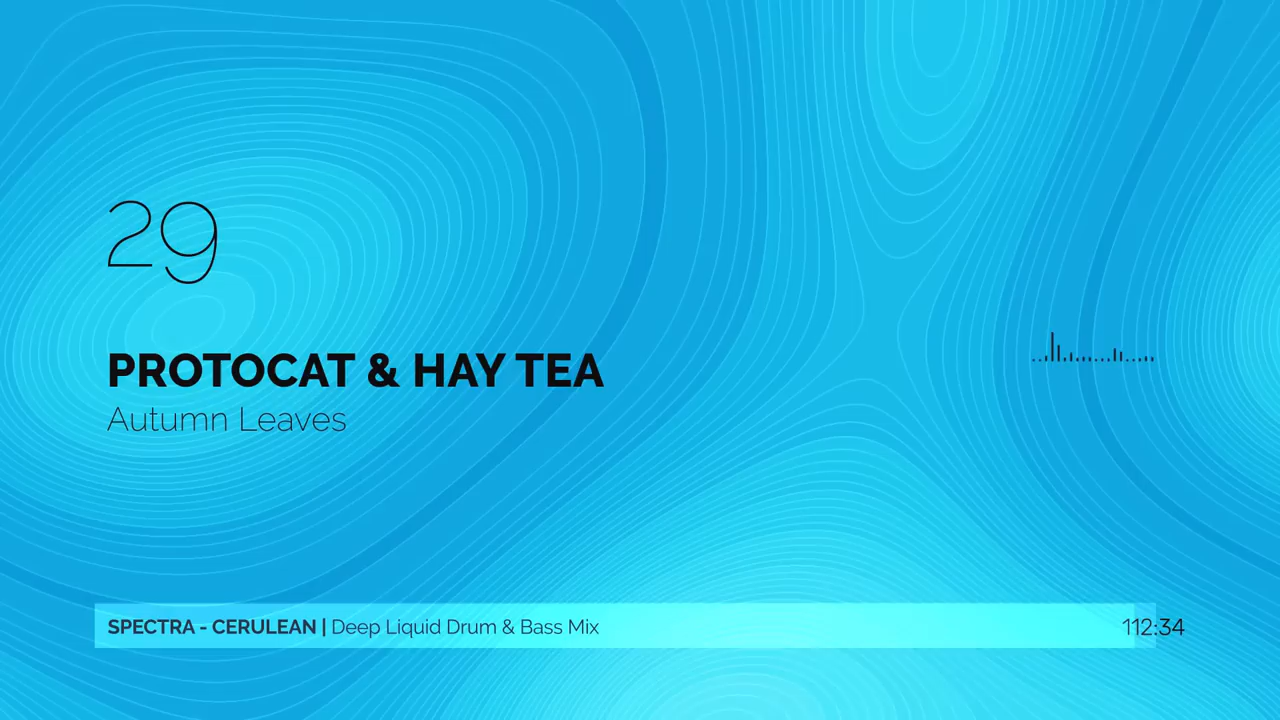 29
PROTOCAT & HAY TEA
Autumn Leaves
SPECTRA - CERULEAN | Deep Liquid Drum & Bass Mix
112:34